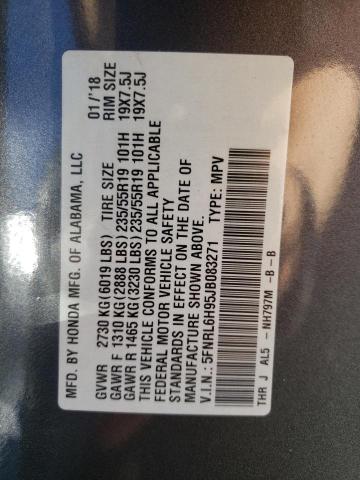 MFD. BY HONDA MFG. OF ALABAMA, LLC 01/'18
GVWR 2730 KG(6019 LBS) TIRE SIZE RIM SIZE
GAWR F 1310 KG(2888 LBS) 235/55R19 101H 19X7.5J
GAWR R 1465 KG(3230 LBS) 235/55R19 101H 19X7.5J
THIS VEHICLE CONFORMS TO ALL APPLICABLE
FEDERAL MOTOR VEHICLE SAFETY
STANDARDS IN EFFECT ON THE DATE OF
MANUFACTURE SHOWN ABOVE.
V.I.N.: 5FNRL6H95JB083271 TYPE: MPV
THR J AL5 - NH797M -B -B